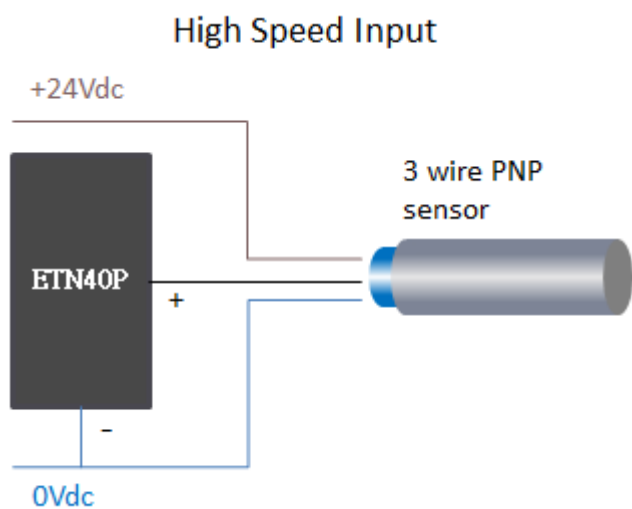 High Speed Input
+24Vdc
3 wire PNP
sensor
ETN40P
+
-
0Vdc